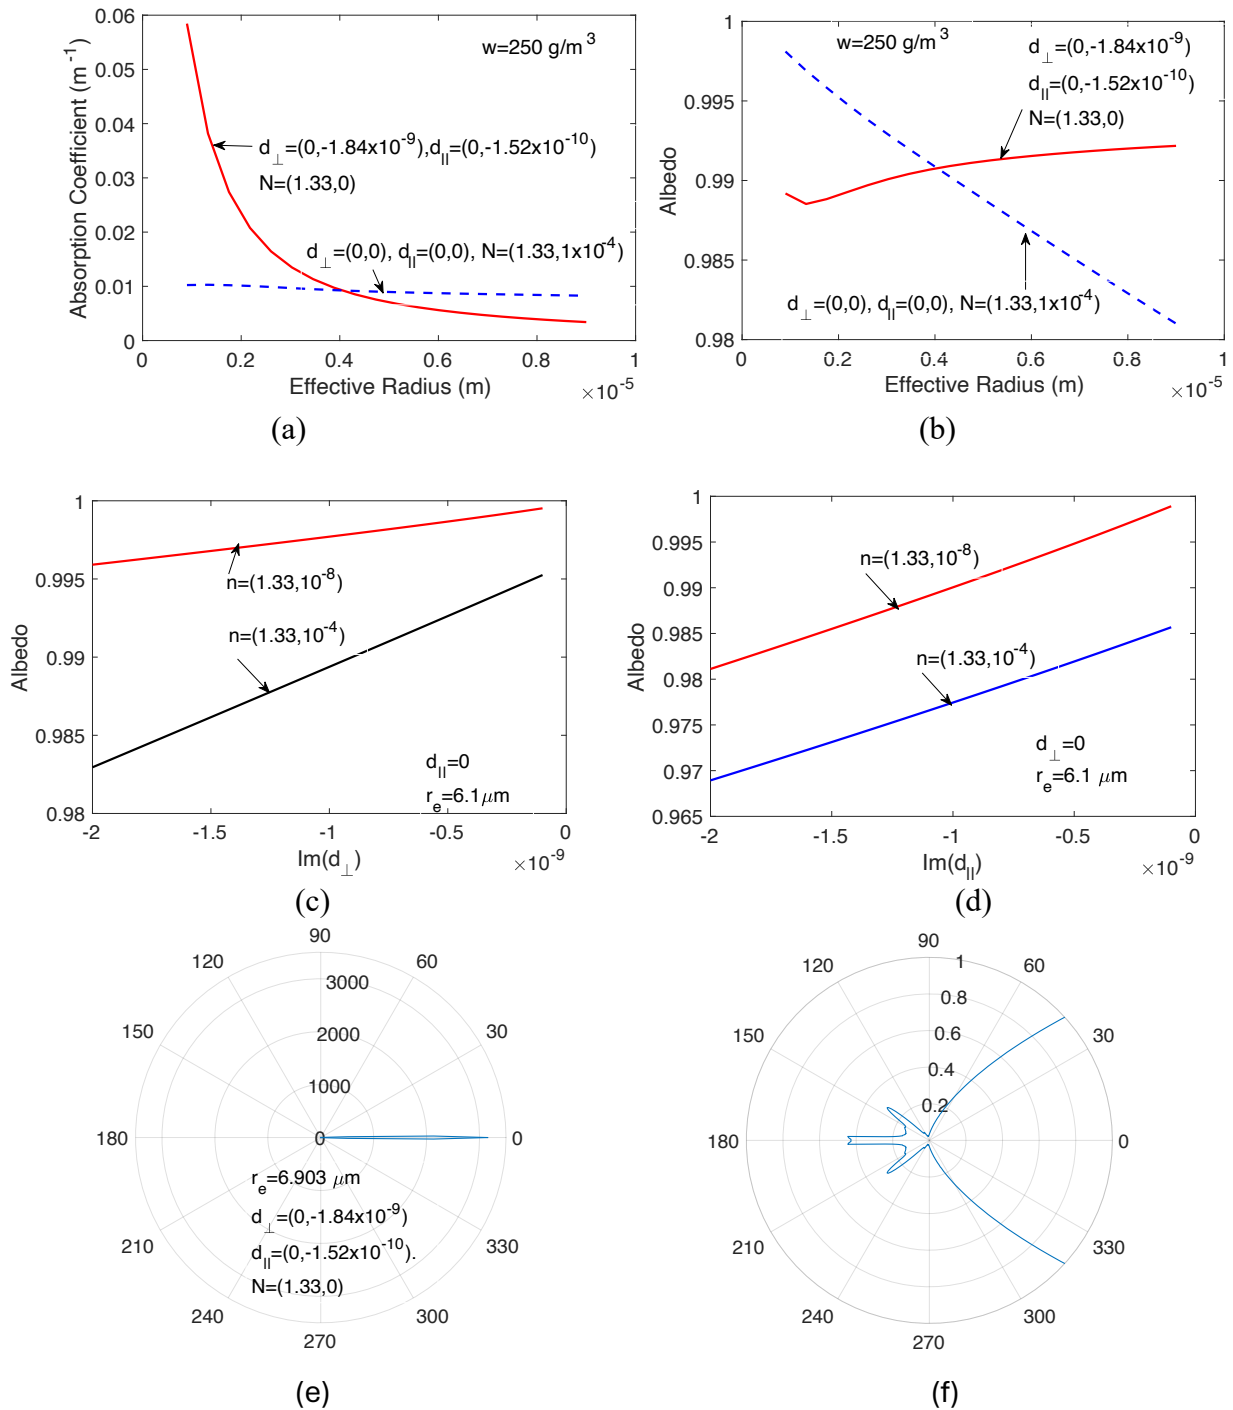 0.06
0.05
0.04
0.03
0.02
0.01
0
Absorption Coefficient (m⁻¹)
w=250 g/m³
d⊥=(0,-1.84x10⁻⁹),d||=(0,-1.52x10⁻¹⁰)
N=(1.33,0)
d⊥=(0,0), d||=(0,0), N=(1.33,1x10⁻⁴)
0 0.2 0.4 0.6 0.8 1
Effective Radius (m)
×10⁻⁵
(a)
1
0.995
0.99
0.985
0.98
Albedo
w=250 g/m³
d⊥=(0,-1.84x10⁻⁹)
d||=(0,-1.52x10⁻¹⁰)
N=(1.33,0)
d⊥=(0,0), d||=(0,0), N=(1.33,1x10⁻⁴)
0 0.2 0.4 0.6 0.8 1
Effective Radius (m)
×10⁻⁵
(b)
1
0.995
0.99
0.985
0.98
Albedo
n=(1.33,10⁻⁸)
n=(1.33,10⁻⁴)
d||=0
rₑ=6.1μm
-2 -1.5 -1 -0.5 0
Im(d⊥)
×10⁻⁹
(c)
1
0.995
0.99
0.985
0.98
0.975
0.97
0.965
Albedo
n=(1.33,10⁻⁸)
n=(1.33,10⁻⁴)
d⊥=0
rₑ=6.1 μm
-2 -1.5 -1 -0.5 0
Im(d||)
×10⁻⁹
(d)
90
120 60
3000
150 2000 30
1000
180 0 0
rₑ=6.903 μm
d⊥=(0,-1.84x10⁻⁹)
210 330
d||=(0,-1.52x10⁻¹⁰).
N=(1.33,0)
240 300
270
(e)
90
120 1 60
0.8
150 0.6 30
0.4
0.2
180 0
210 330
240 300
270
(f)